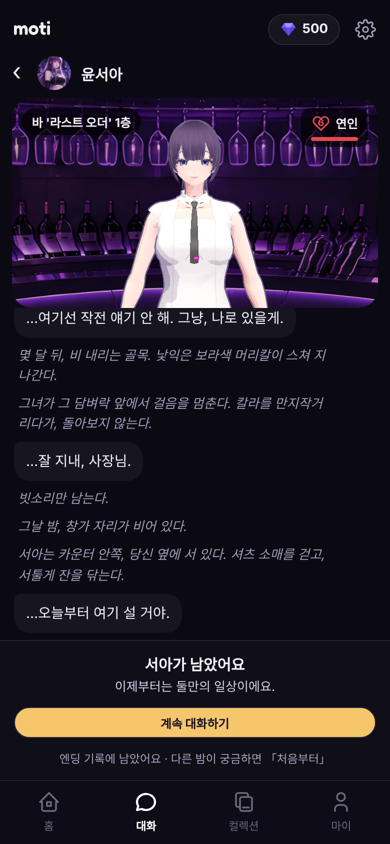 moti
500
윤서아
바 '라스트 오더' 1층
6 연인
...여기선 작전 얘기 안 해. 그냥, 나로 있을게.
몇 달 뒤, 비 내리는 골목. 낯익은 보라색 머리칼이 스쳐 지
나간다.
그녀가 그 담벼락 앞에서 걸음을 멈춘다. 칼라를 만지작거
리다가, 돌아보지 않는다.
...잘 지내, 사장님.
빗소리만 남는다.
그날 밤, 창가 자리가 비어 있다.
서아는 카운터 안쪽, 당신 옆에 서 있다. 셔츠 소매를 걷고,
서툴게 잔을 닦는다.
...오늘부터 여기 설 거야.
서아가 남았어요
이제부터는 둘만의 일상이에요.
계속 대화하기
엔딩 기록에 남았어요 · 다른 밤이 궁금하면 「처음부터」
홈
대화
컬렉션
마이